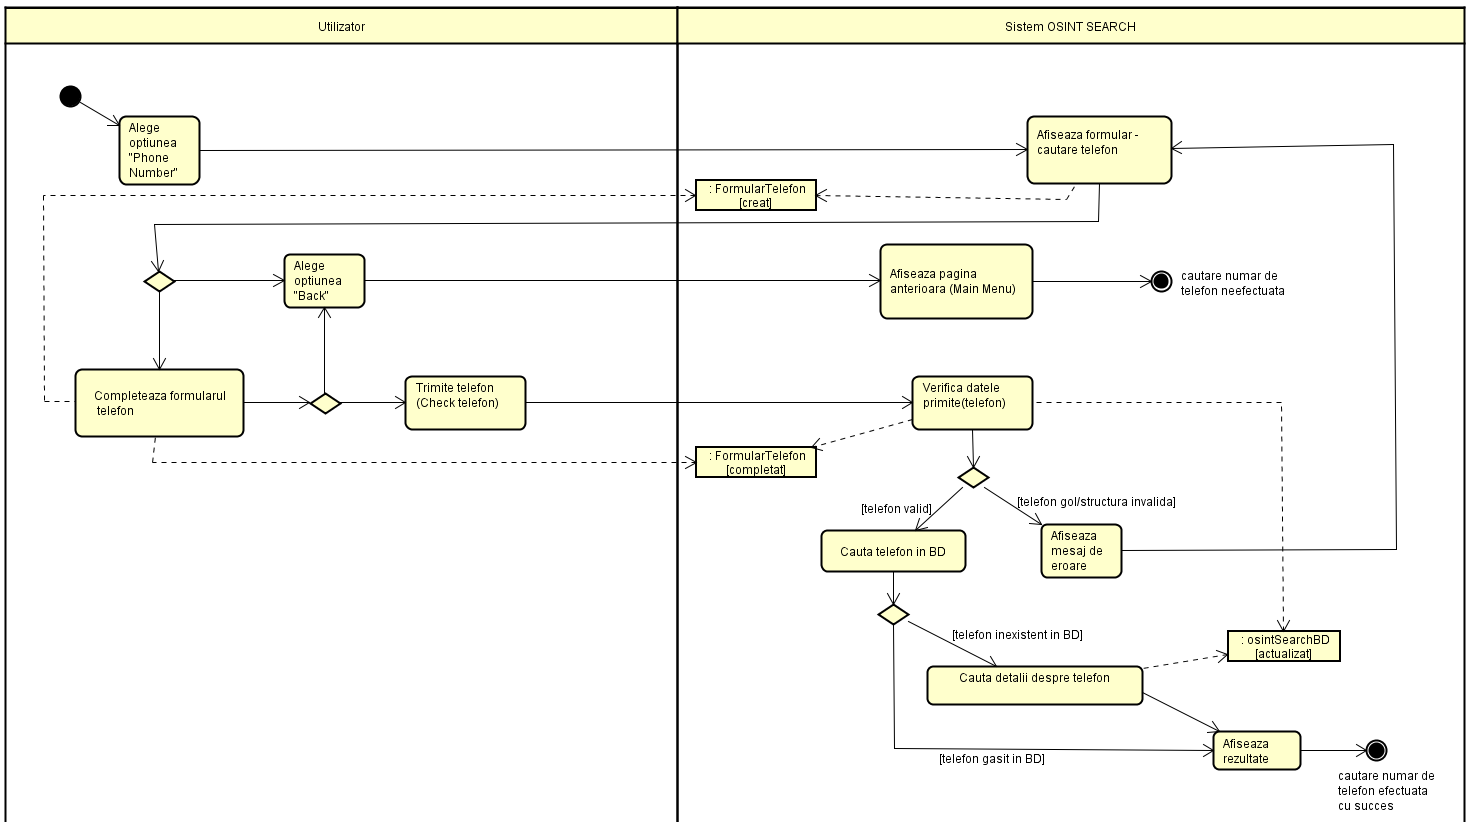 Utilizator
Sistem OSINT SEARCH
Alege
optiunea
"Phone
Number"
Afiseaza formular -
cautare telefon
: FormularTelefon
[creat]
Alege
optiunea
"Back"
Afiseaza pagina
anterioara (Main Menu)
cautare numar de
telefon neefectuata
Completeaza formularul
telefon
Trimite telefon
(Check telefon)
Verifica datele
primite(telefon)
: FormularTelefon
[completat]
[telefon valid]
[telefon gol/structura invalida]
Cauta telefon in BD
Afiseaza
mesaj de
eroare
[telefon inexistent in BD]
: osintSearchBD
[actualizat]
Cauta detalii despre telefon
[telefon gasit in BD]
Afiseaza
rezultate
cautare numar de
telefon efectuata
cu succes